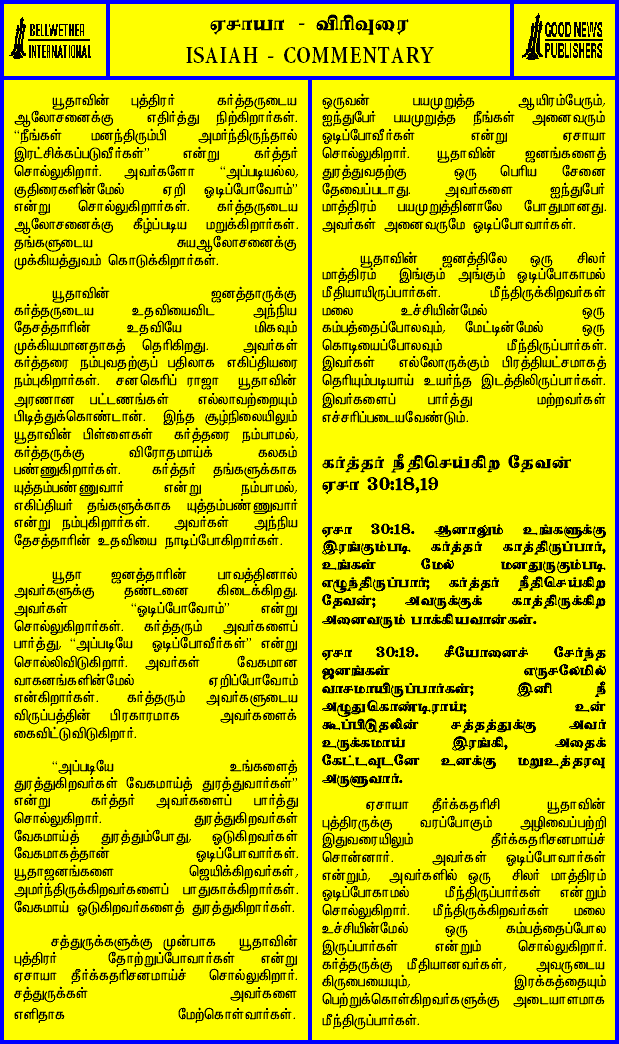 BELLWETHER
INTERNATIONAL
ஏசாயா - விரிவுரை
ISAIAH - COMMENTARY
GOOD NEWS
PUBLISHERS
யூதாவின் புத்திரர் கர்த்தருடைய
ஆலோசனைக்கு எதிர்த்து நிற்கிறார்கள்.
“நீங்கள் மனந்திரும்பி அமர்ந்திருந்தால்
இரட்சிக்கப்படுவீர்கள்” என்று கர்த்தர்
சொல்லுகிறார். அவர்களோ “அப்படியல்ல,
குதிரைகளின்மேல் ஏறி ஓடிப்போவோம்”
என்று சொல்லுகிறார்கள். கர்த்தருடைய
ஆலோசனைக்கு கீழ்ப்படிய மறுக்கிறார்கள்.
தங்களுடைய சுயஆலோசனைக்கு
முக்கியத்துவம் கொடுக்கிறார்கள்.
யூதாவின் ஜனத்தாருக்கு
கர்த்தருடைய உதவியைவிட அந்நிய
தேசத்தாரின் உதவியே மிகவும்
முக்கியமானதாகத் தெரிகிறது. அவர்கள்
கர்த்தரை நம்புவதற்குப் பதிலாக எகிப்தியரை
நம்புகிறார்கள். சனகெரிப் ராஜா யூதாவின்
அரணான பட்டணங்கள் எல்லாவற்றையும்
பிடித்துக்கொண்டான். இந்த சூழ்நிலையிலும்
யூதாவின் பிள்ளைகள் கர்த்தரை நம்பாமல்,
கர்த்தருக்கு விரோதமாய்க் கலகம்
பண்ணுகிறார்கள். கர்த்தர் தங்களுக்காக
யுத்தம்பண்ணுவார் என்று நம்பாமல்,
எகிப்தியர் தங்களுக்காக யுத்தம்பண்ணுவார்
என்று நம்புகிறார்கள். அவர்கள் அந்நிய
தேசத்தாரின் உதவியை நாடிப்போகிறார்கள்.
யூதா ஜனத்தாரின் பாவத்தினால்
அவர்களுக்கு தண்டனை கிடைக்கிறது.
அவர்கள் “ஓடிப்போவோம்” என்று
சொல்லுகிறார்கள். கர்த்தரும் அவர்களைப்
பார்த்து, “அப்படியே ஓடிப்போவீர்கள்” என்று
சொல்லிவிடுகிறார். அவர்கள் வேகமான
வாகனங்களின்மேல் ஏறிப்போவோம்
என்கிறார்கள். கர்த்தரும் அவர்களுடைய
விருப்பத்தின் பிரகாரமாக அவர்களைக்
கைவிட்டுவிடுகிறார்.
“அப்படியே உங்களைத்
துரத்துகிறவர்கள் வேகமாய்த் துரத்துவார்கள்”
என்று கர்த்தர் அவர்களைப் பார்த்து
சொல்லுகிறார். துரத்துகிறவர்கள்
வேகமாய்த் துரத்தும்போது, ஓடுகிறவர்கள்
வேகமாகத்தான் ஓடிப்போவார்கள்.
யூதாஜனங்களை ஜெயிக்கிறவர்கள்,
அமர்ந்திருக்கிறவர்களைப் பாதுகாக்கிறார்கள்.
வேகமாய் ஓடுகிறவர்களைத் துரத்துகிறார்கள்.
சத்துருக்களுக்கு முன்பாக யூதாவின்
புத்திரர் தோற்றுப்போவார்கள் என்று
ஏசாயா தீர்க்கதரிசனமாய்ச் சொல்லுகிறார்.
சத்துருக்கள் அவர்களை
எளிதாக மேற்கொள்வார்கள்.
ஒருவன் பயமுறுத்த ஆயிரம்பேரும்,
ஐந்துபேர் பயமுறுத்த நீங்கள் அனைவரும்
ஓடிப்போவீர்கள் என்று ஏசாயா
சொல்லுகிறார். யூதாவின் ஜனங்களைத்
துரத்துவதற்கு ஒரு பெரிய சேனை
தேவைப்படாது. அவர்களை ஐந்துபேர்
மாத்திரம் பயமுறுத்தினாலே போதுமானது.
அவர்கள் அனைவருமே ஓடிப்போவார்கள்.
யூதாவின் ஜனத்திலே ஒரு சிலர்
மாத்திரம் இங்கும் அங்கும் ஓடிப்போகாமல்
மீதியாயிருப்பார்கள். மீந்திருக்கிறவர்கள்
மலை உச்சியின்மேல் ஒரு
கம்பத்தைப்போலவும், மேட்டின்மேல் ஒரு
கொடியைப்போலவும் மீந்திருப்பார்கள்.
இவர்கள் எல்லோருக்கும் பிரத்தியட்சமாகத்
தெரியும்படியாய் உயர்ந்த இடத்திலிருப்பார்கள்.
இவர்களைப் பார்த்து மற்றவர்கள்
எச்சரிப்படையவேண்டும்.
கர்த்தர் நீதிசெய்கிற தேவன்
ஏசா 30:18,19
ஏசா 30:18. ஆனாலும் உங்களுக்கு
இரங்கும்படி கர்த்தர் காத்திருப்பார்,
உங்கள் மேல் மனதுருகும்படி
எழுந்திருப்பார்; கர்த்தர் நீதிசெய்கிற
தேவன்; அவருக்குக் காத்திருக்கிற
அனைவரும் பாக்கியவான்கள்.
ஏசா 30:19. சீயோனைச் சேர்ந்த
ஜனங்கள் எருசலேமில்
வாசமாயிருப்பார்கள்; இனி நீ
அழுதுகொண்டிராய்; உன்
கூப்பிடுதலின் சத்தத்துக்கு அவர்
உருக்கமாய் இரங்கி, அதைக்
கேட்டவுடனே உனக்கு மறுஉத்தரவு
அருளுவார்.
ஏசாயா தீர்க்கதரிசி யூதாவின்
புத்திரருக்கு வரப்போகும் அழிவைப்பற்றி
இதுவரையிலும் தீர்க்கதரிசனமாய்ச்
சொன்னார். அவர்கள் ஓடிப்போவார்கள்
என்றும், அவர்களில் ஒரு சிலர் மாத்திரம்
ஓடிப்போகாமல் மீந்திருப்பார்கள் என்றும்
சொல்லுகிறார். மீந்திருக்கிறவர்கள் மலை
உச்சியின்மேல் ஒரு கம்பத்தைப்போல
இருப்பார்கள் என்றும் சொல்லுகிறார்.
கர்த்தருக்கு மீதியானவர்கள், அவருடைய
கிருபையையும், இரக்கத்தையும்
பெற்றுக்கொள்கிறவர்களுக்கு அடையாளமாக
மீந்திருப்பார்கள்.